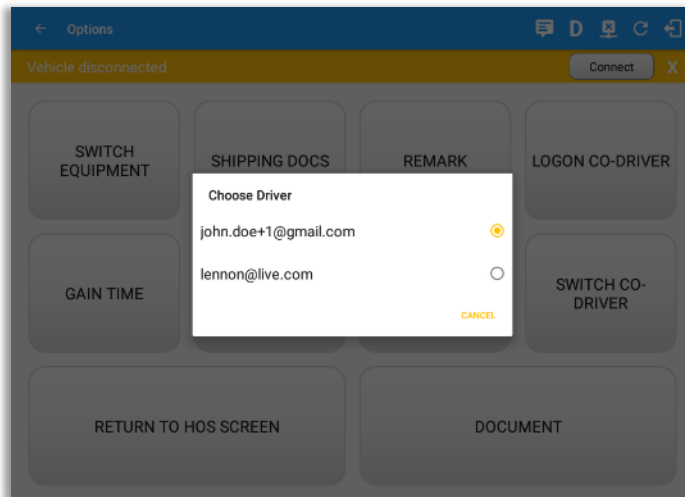 Options
D
Vehicle disconnected
Connect
X
SWITCH
EQUIPMENT
SHIPPING DOCS
REMARK
LOGON CO-DRIVER
Choose Driver
john.doe+1@gmail.com
lennon@live.com
CANCEL
GAIN TIME
SWITCH CO-
DRIVER
RETURN TO HOS SCREEN
DOCUMENT